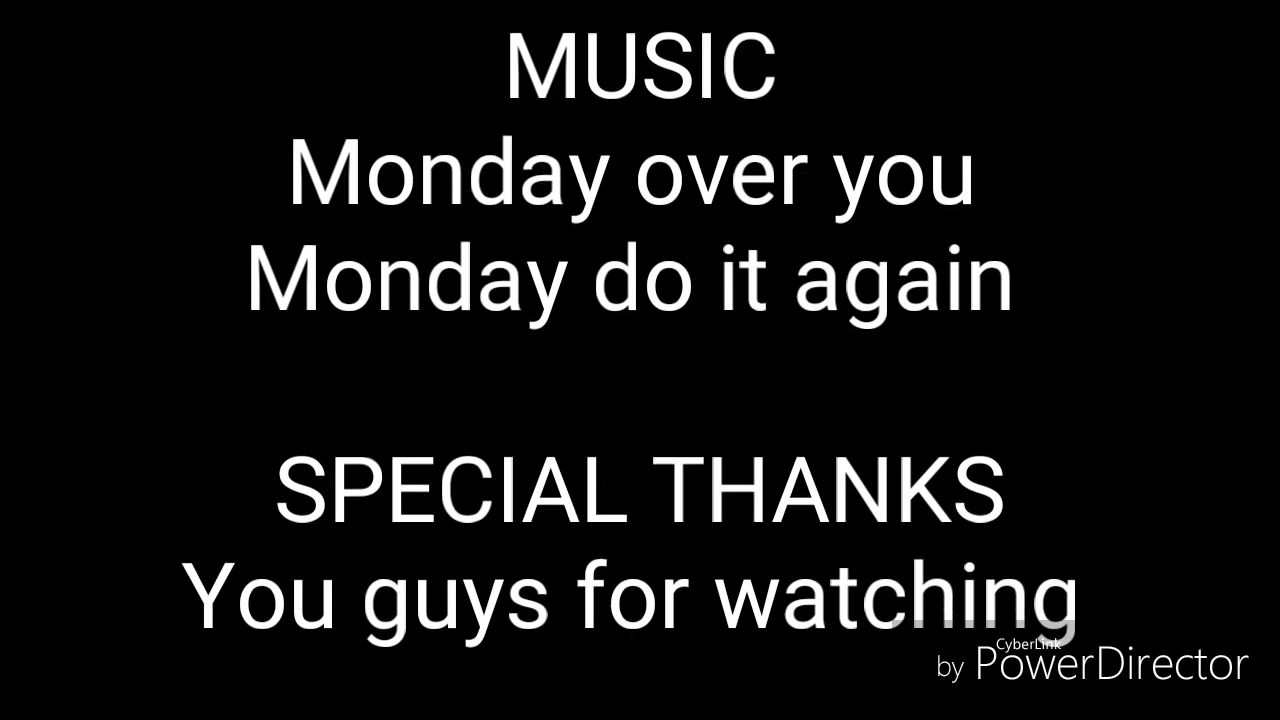 MUSIC
Monday over you
Monday do it again
SPECIAL THANKS
You guys for watching
CyberLink
by PowerDirector